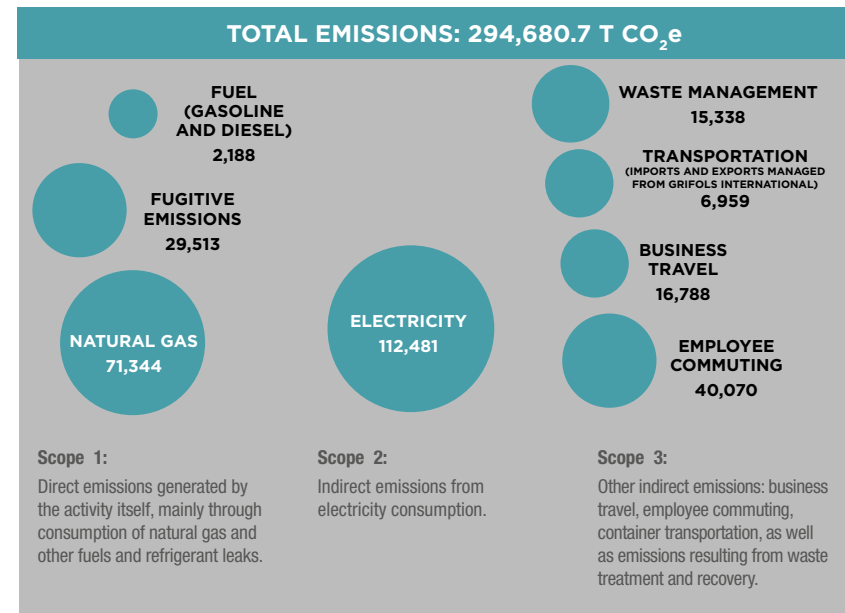 TOTAL EMISSIONS: 294,680.7 T CO₂e
FUEL
(GASOLINE
AND DIESEL)
2,188
FUGITIVE
EMISSIONS
29,513
NATURAL GAS
71,344
ELECTRICITY
112,481
WASTE MANAGEMENT
15,338
TRANSPORTATION
(IMPORTS AND EXPORTS MANAGED
FROM GRIFOLS INTERNATIONAL)
6,959
BUSINESS
TRAVEL
16,788
EMPLOYEE
COMMUTING
40,070
Scope 1:
Direct emissions generated by
the activity itself, mainly through
consumption of natural gas and
other fuels and refrigerant leaks.
Scope 2:
Indirect emissions from
electricity consumption.
Scope 3:
Other indirect emissions: business
travel, employee commuting,
container transportation, as well
as emissions resulting from waste
treatment and recovery.